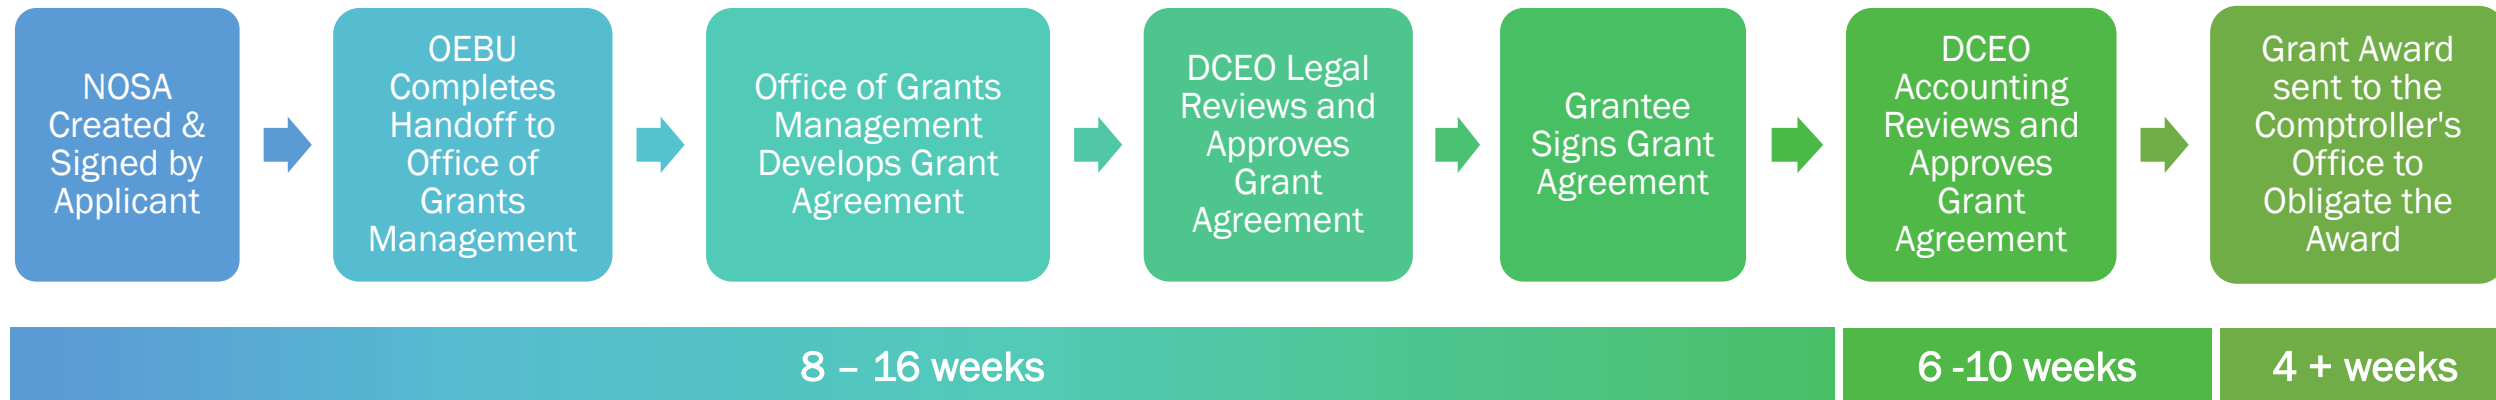 NOSA
Created &
Signed by
Applicant
OEBU
Completes
Handoff to
Office of
Grants
Management
Office of Grants
Management
Develops Grant
Agreement
DCEO Legal
Reviews and
Approves
Grant
Agreement
Grantee
Signs Grant
Agreement
DCEO
Accounting
Reviews and
Approves
Grant
Agreement
Grant Award
sent to the
Comptroller's
Office to
Obligate the
Award
8 – 16 weeks
6 -10 weeks
4 + weeks